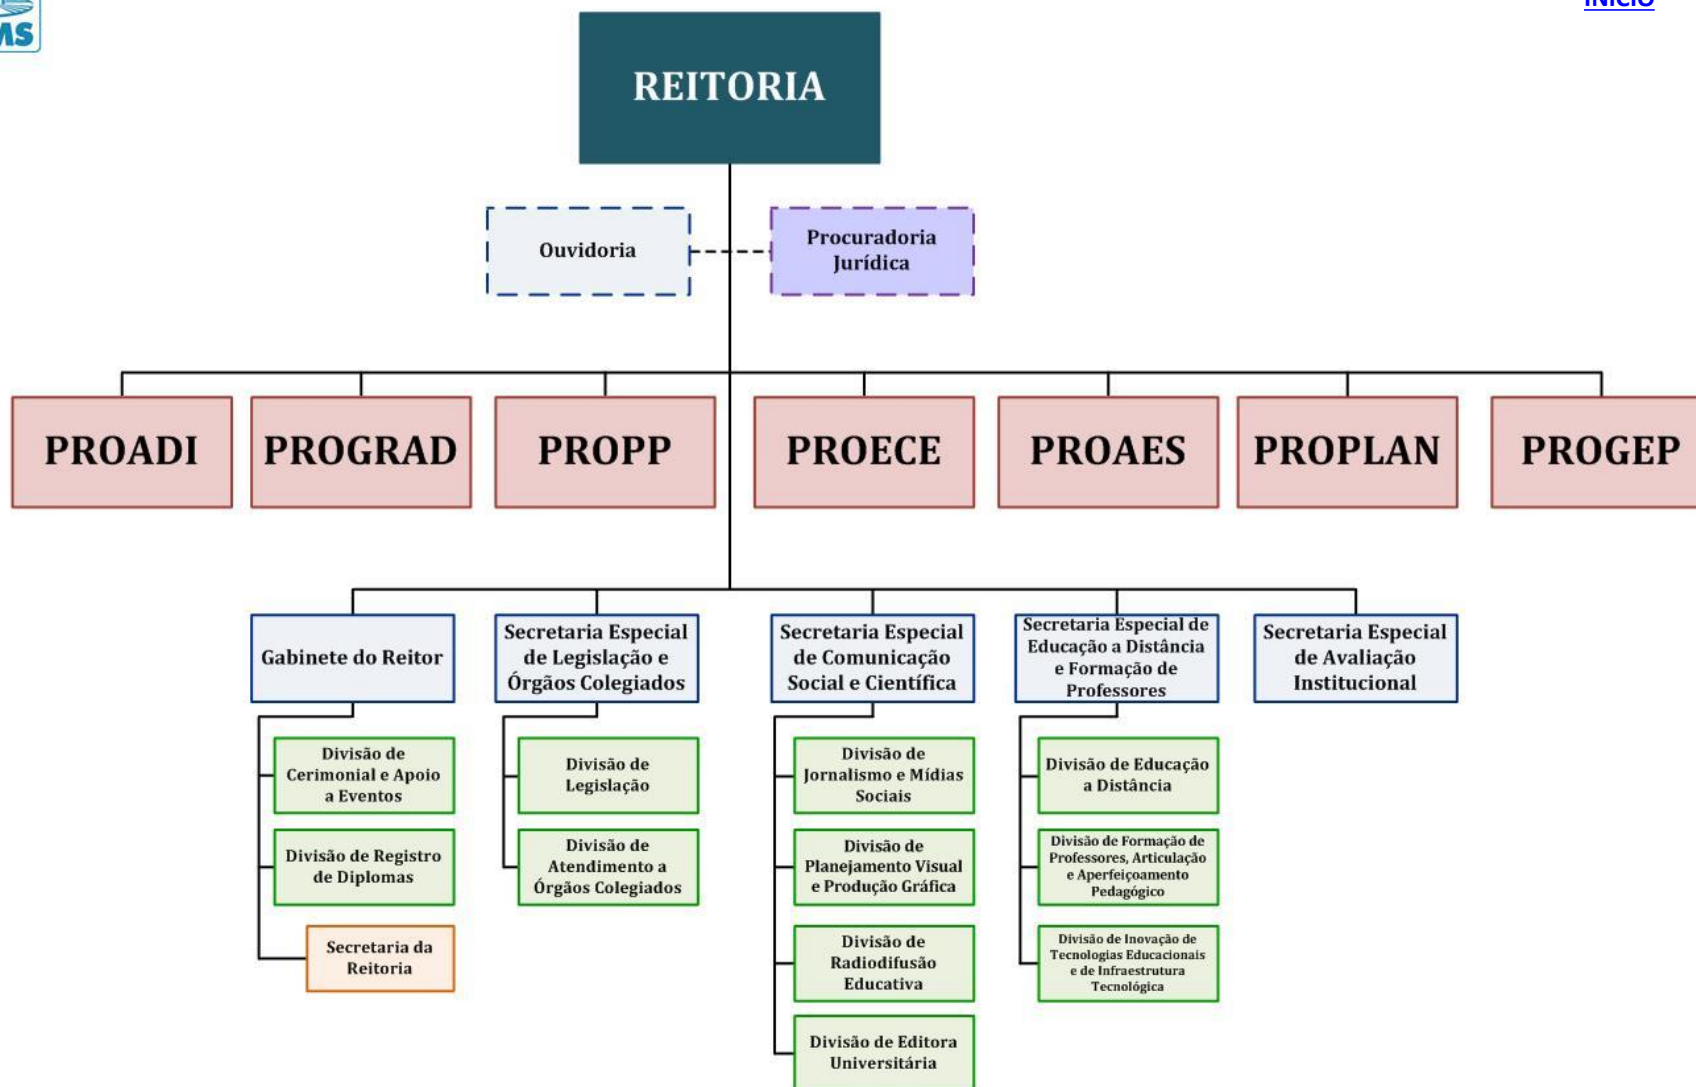 INÍCIO
MS
REITORIA
Ouvidoria
Procuradoria
Jurídica
PROADI
PROGRAD
PROPP
PROECE
PROAES
PROPLAN
PROGEP
Gabinete do Reitor
Secretaria Especial
de Legislação e
Órgãos Colegiados
Secretaria Especial
de Comunicação
Social e Científica
Secretaria Especial de
Educação a Distância
e Formação de
Professores
Secretaria Especial
de Avaliação
Institucional
Divisão de
Cerimonial e Apoio
a Eventos
Divisão de Registro
de Diplomas
Secretaria da
Reitoria
Divisão de
Legislação
Divisão de
Atendimento a
Órgãos Colegiados
Divisão de
Jornalismo e Mídias
Sociais
Divisão de
Planejamento Visual
e Produção Gráfica
Divisão de
Radiodifusão
Educativa
Divisão de Editora
Universitária
Divisão de Educação
a Distância
Divisão de Formação de
Professores, Articulação
e Aperfeiçoamento
Pedagógico
Divisão de Inovação de
Tecnologias Educacionais
e de Infraestrutura
Tecnológica